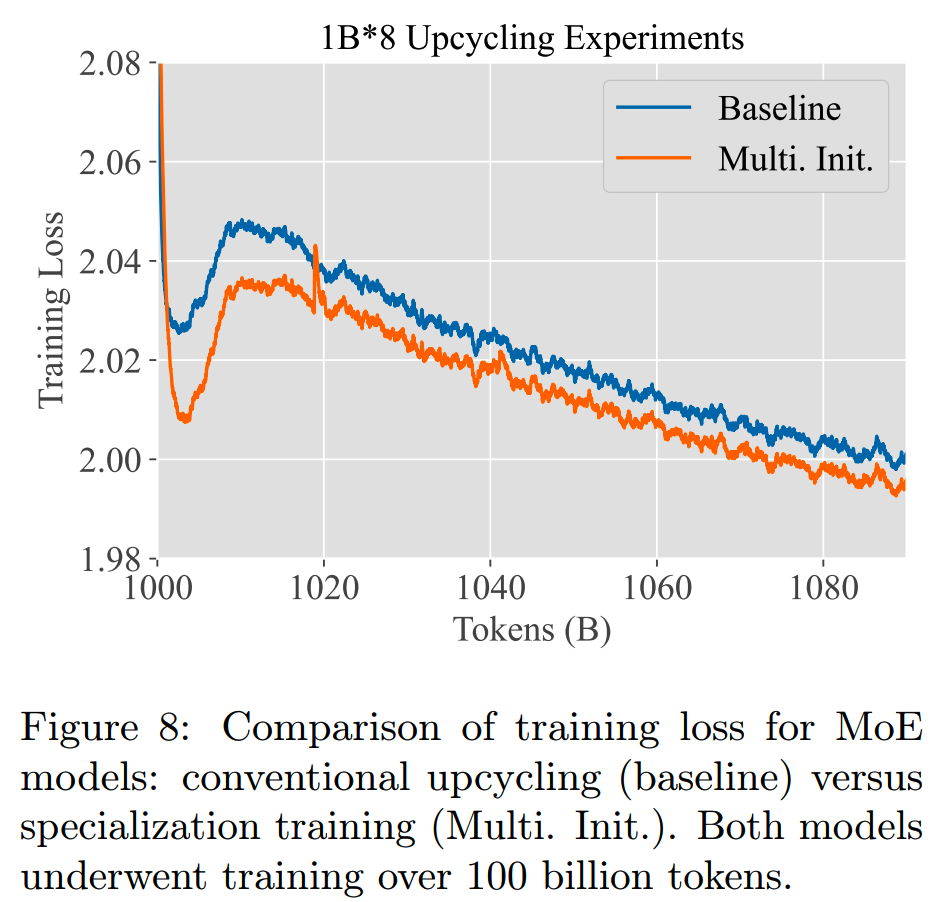 1B*8 Upcycling Experiments
2.08
2.06
2.04
2.02
2.00
1.98
Training Loss
Baseline
Multi. Init.
1000 1020 1040 1060 1080
Tokens (B)
Figure 8: Comparison of training loss for MoE
models: conventional upcycling (baseline) versus
specialization training (Multi. Init.). Both models
underwent training over 100 billion tokens.